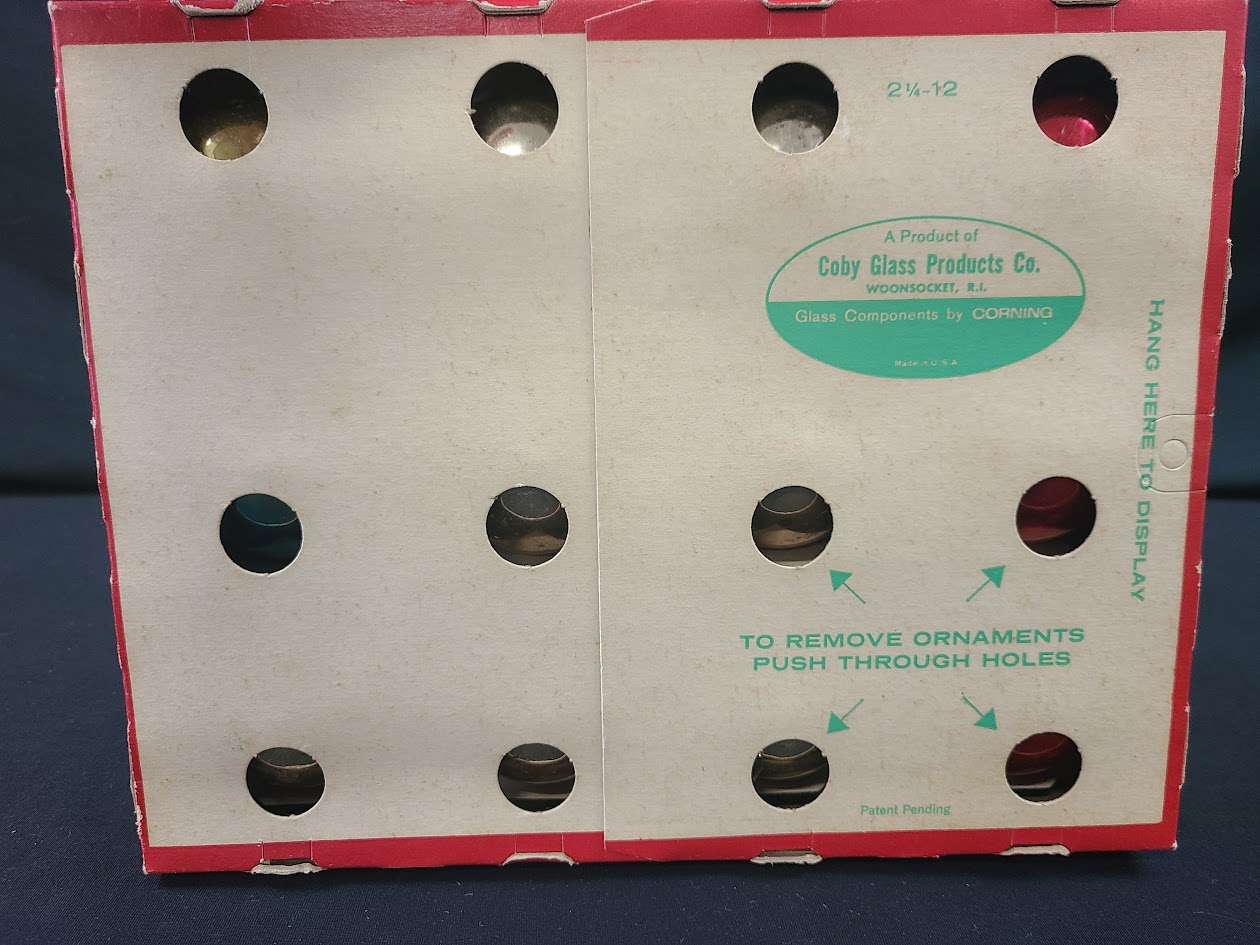 2¼-12
A Product of
Coby Glass Products Co.
WOONSOCKET, R.I.
Glass Components by CORNING
Made in U.S.A
HANG HERE TO DISPLAY
TO REMOVE ORNAMENTS
PUSH THROUGH HOLES
Patent Pending